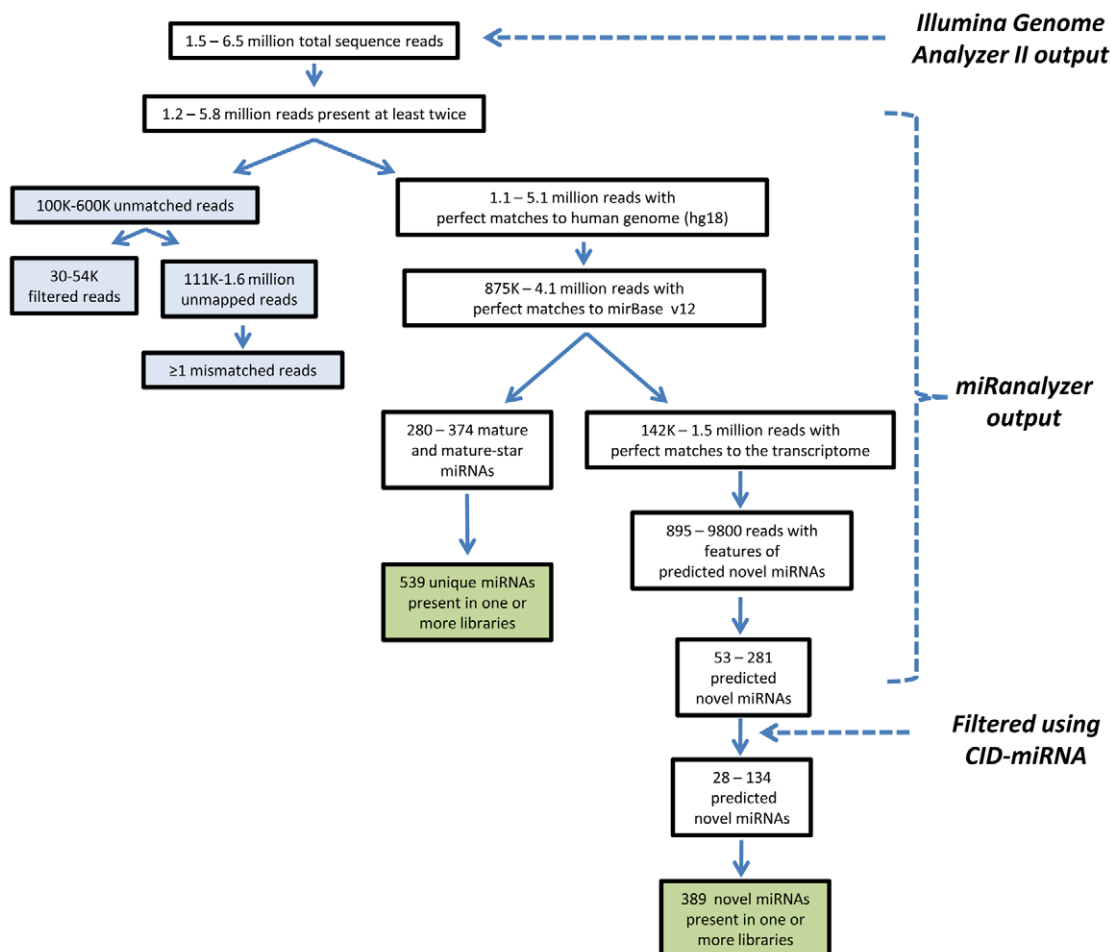 1.5 – 6.5 million total sequence reads
Illumina Genome
Analyzer II output
1.2 – 5.8 million reads present at least twice
100K-600K unmatched reads
1.1 – 5.1 million reads with
perfect matches to human genome (hg18)
30-54K
filtered reads
111K-1.6 million
unmapped reads
875K – 4.1 million reads with
perfect matches to mirBase v12
≥1 mismatched reads
miRanalyzer
output
280 – 374 mature
and mature-star
miRNAs
142K – 1.5 million reads with
perfect matches to the transcriptome
895 – 9800 reads with
features of
predicted novel miRNAs
539 unique miRNAs
present in one or
more libraries
53 – 281
predicted
novel miRNAs
Filtered using
CID-miRNA
28 – 134
predicted
novel miRNAs
389 novel miRNAs
present in one or
more libraries